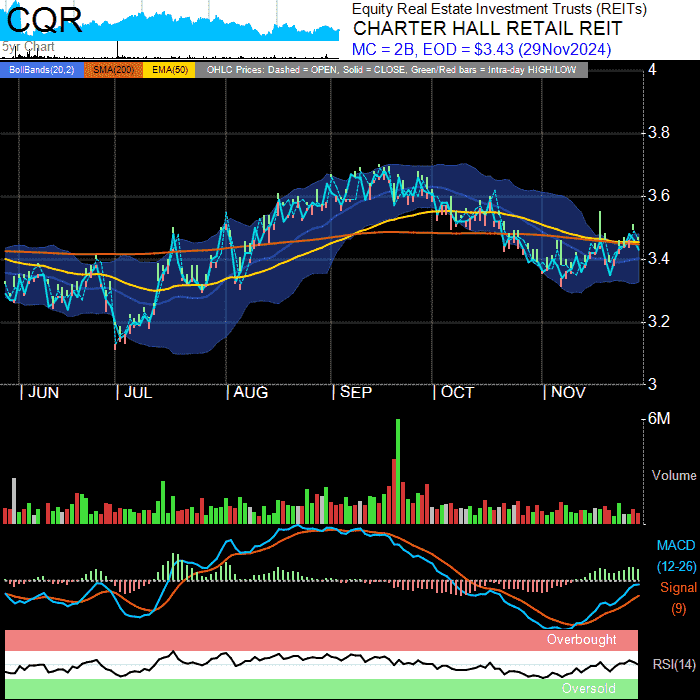 CQR
Equity Real Estate Investment Trusts (REITs)
CHARTER HALL RETAIL REIT
5yr Chart
MC = 2B, EOD = $3.43 (29Nov2024)
BollBands(20,2) SMA(200) EMA(50) OHLC Prices: Dashed = OPEN, Solid = CLOSE, Green/Red bars = Intra-day HIGH/LOW
4
3.8
3.6
3.4
3.2
3
| JUN | JUL | AUG | SEP | OCT | NOV
6M
Volume
MACD
(12-26)
Signal
(9)
Overbought
RSI(14)
Oversold